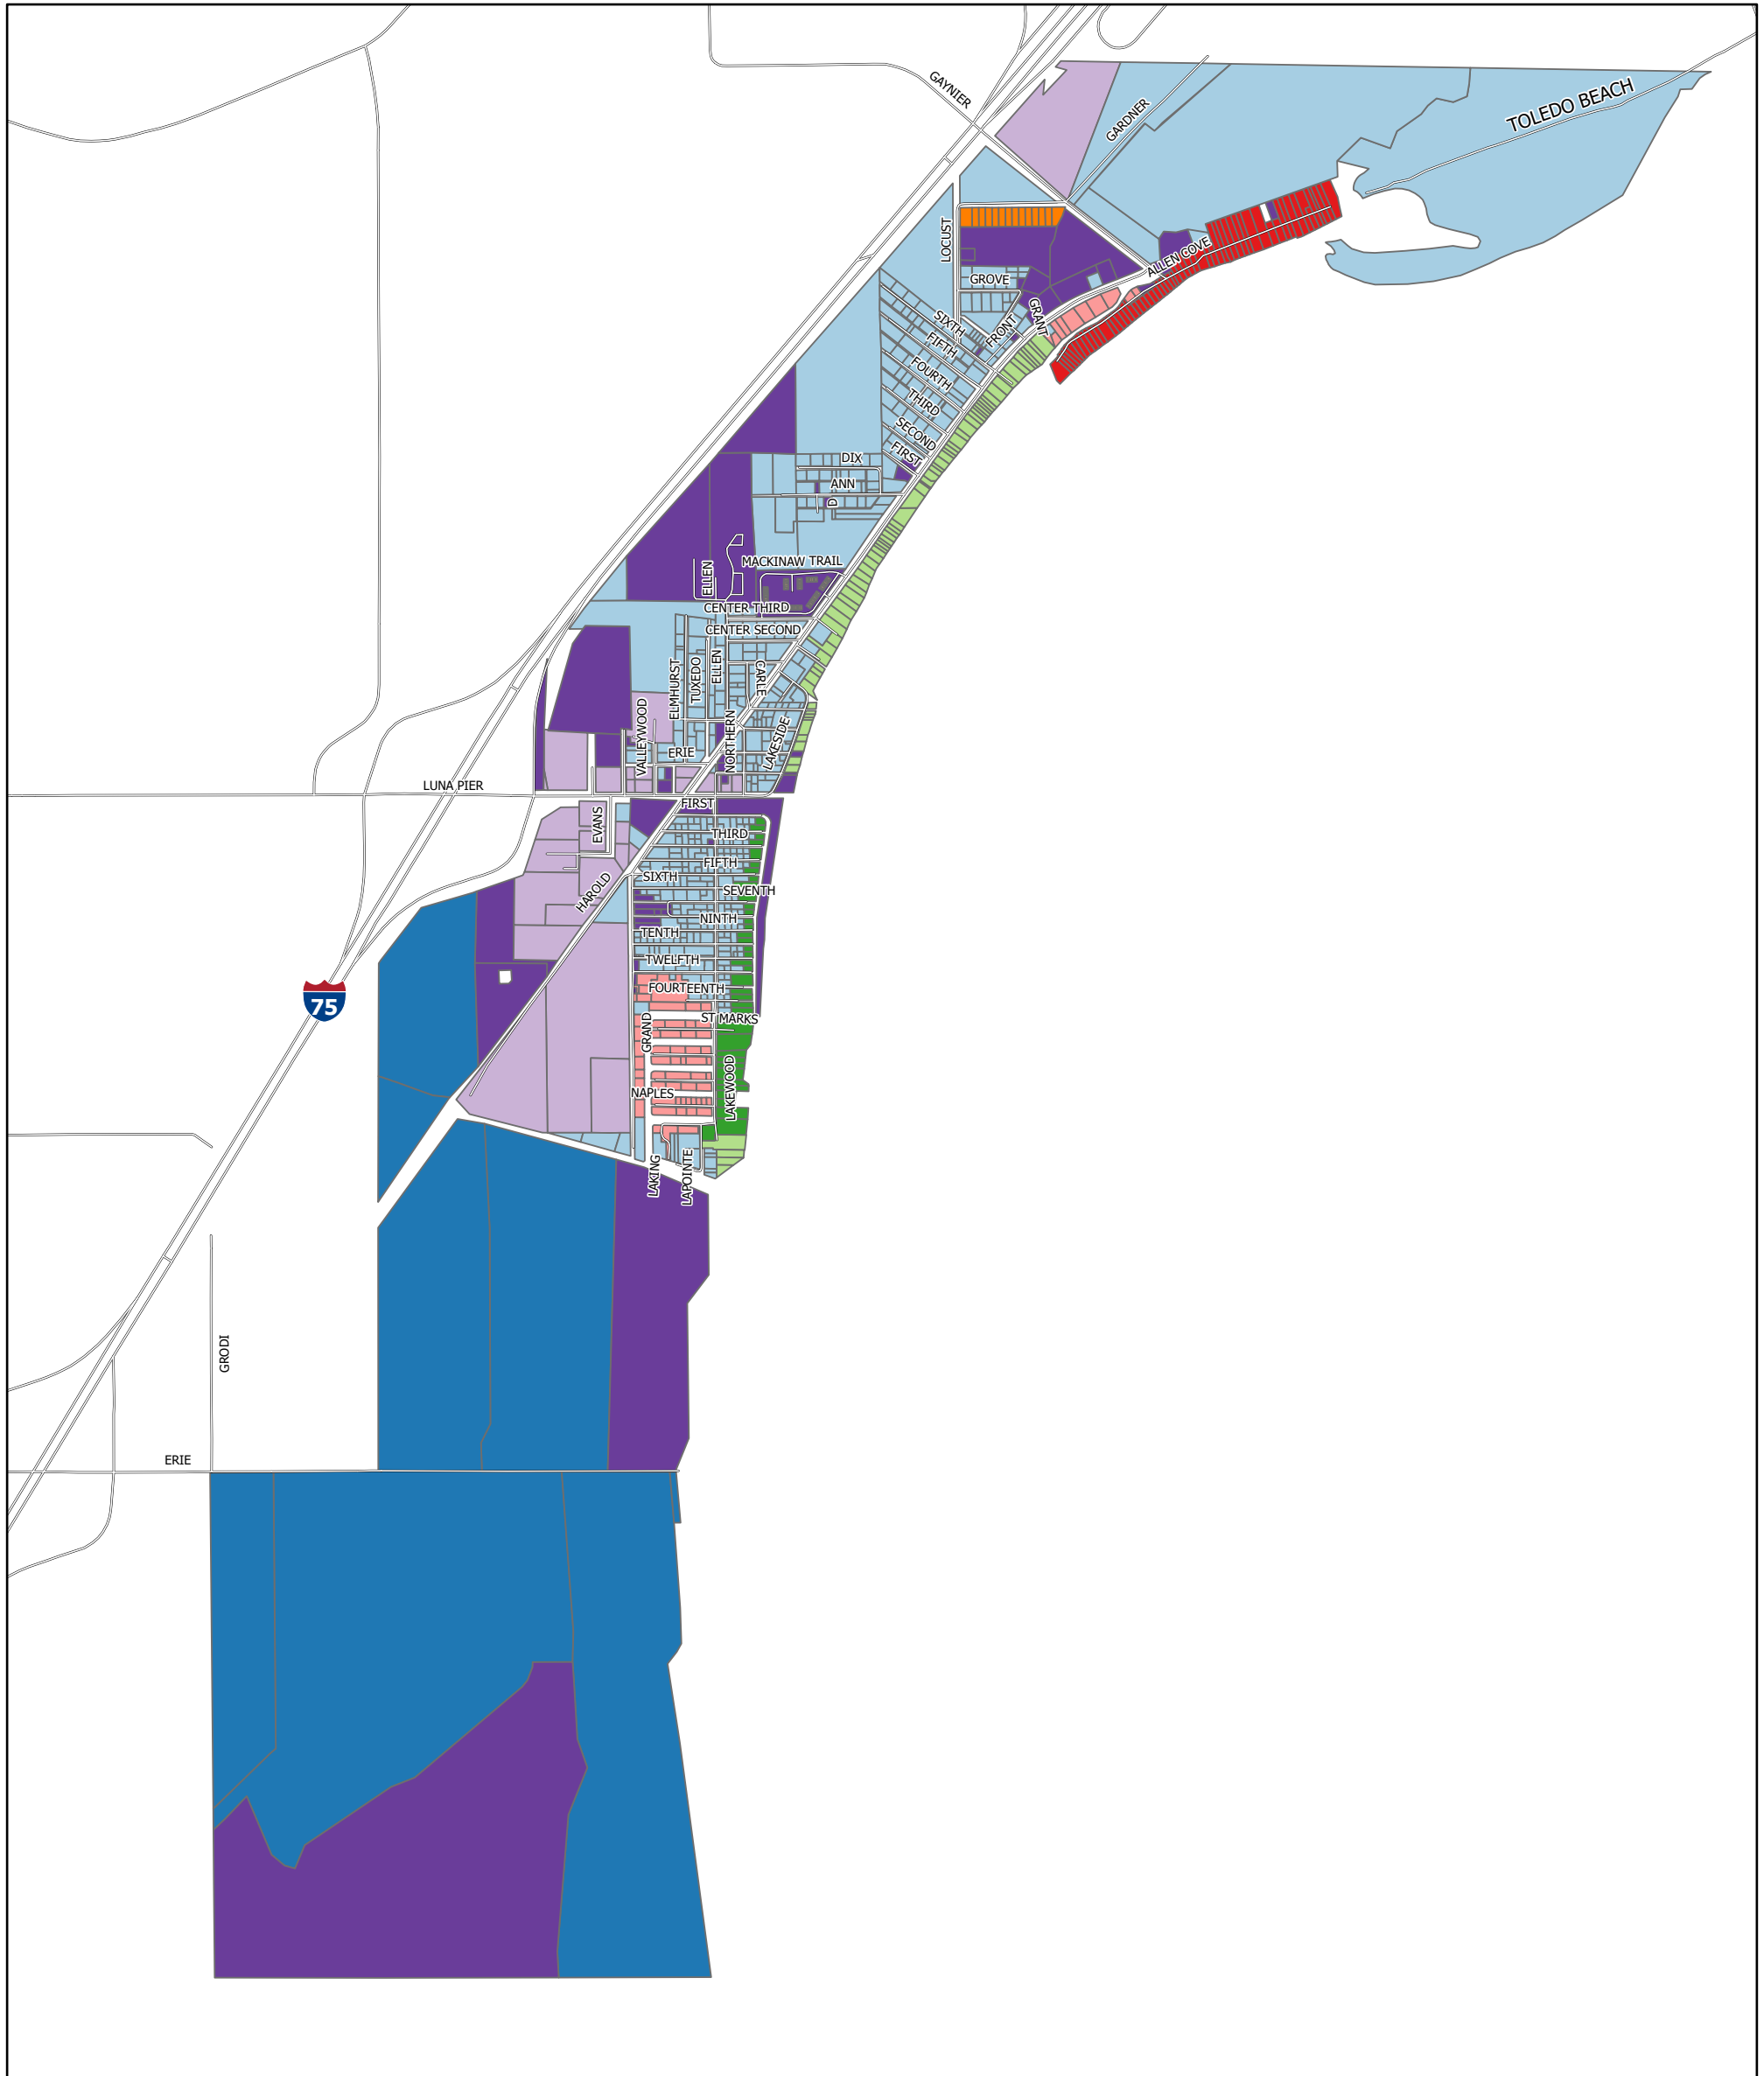 GAYNIER
GARDNER
TOLEDO BEACH
LOCUST
ALLEN COVE
GROVE
GRANT
SIXTH
FRONT
FIFTH
FOURTH
THIRD
SECOND
FIRST
DIX
ANN
D
MACKINAW TRAIL
ELLEN
CENTER THIRD
CENTER SECOND
ELMHURST
TUXEDO
ELLEN
CARLE
VALLEYWOOD
NORTHERN
LAKESIDE
ERIE
LUNA PIER
FIRST
EVANS
THIRD
FIFTH
SIXTH
HAROLD
SEVENTH
NINTH
TENTH
TWELFTH
FOURTEENTH
75
ST MARKS
GRAND
LAKEWOOD
NAPLES
LAKING
LAPOINTE
GRODI
ERIE